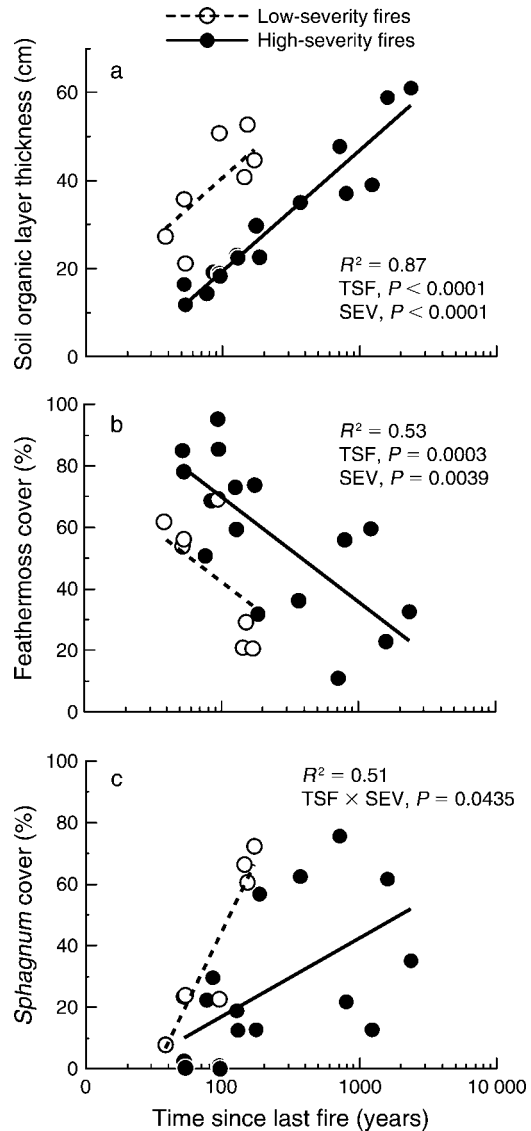 Low-severity fires
High-severity fires
a
Soil organic layer thickness (cm)
60
40
20
0
R² = 0.87
TSF, P < 0.0001
SEV, P < 0.0001
b
Feathermoss cover (%)
100
80
60
40
20
0
R² = 0.53
TSF, P = 0.0003
SEV, P = 0.0039
c
Sphagnum cover (%)
100
80
60
40
20
0
R² = 0.51
TSF × SEV, P = 0.0435
0 100 1000 10 000
Time since last fire (years)